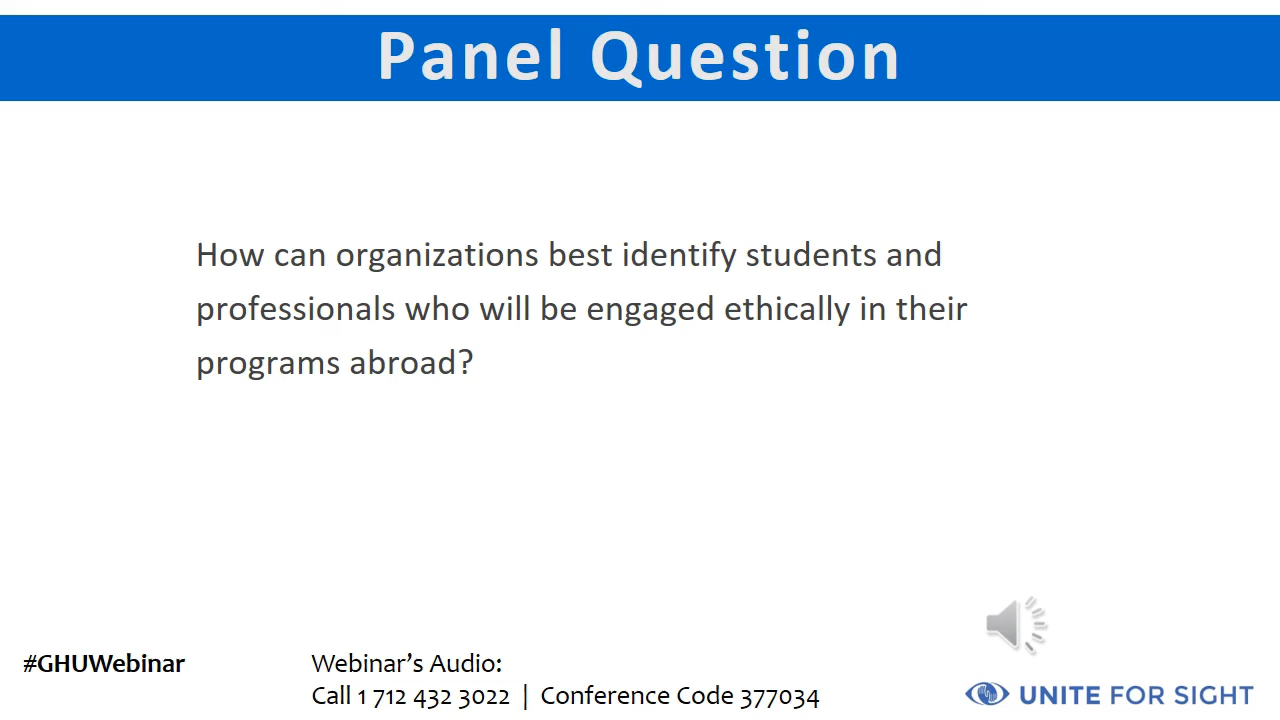 Panel Question
How can organizations best identify students and
professionals who will be engaged ethically in their
programs abroad?
#GHUWebinar
Webinar’s Audio:
Call 1 712 432 3022 | Conference Code 377034
UNITE FOR SIGHT